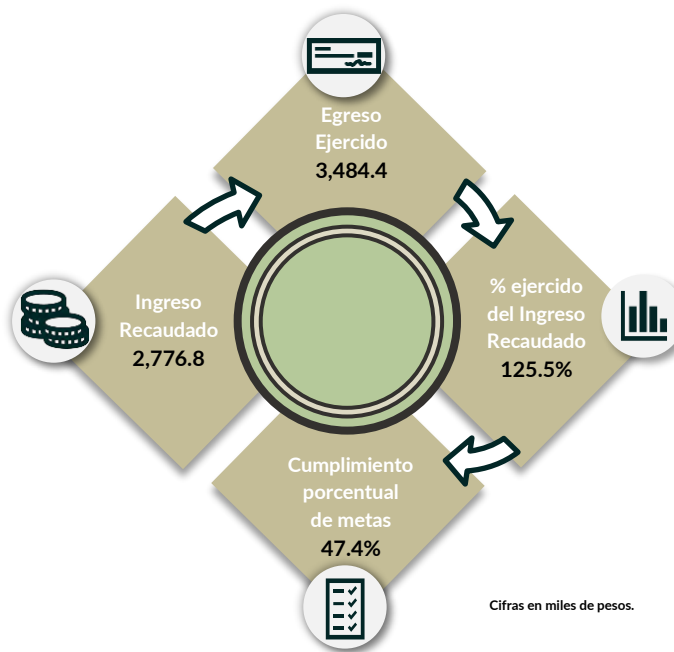 Egreso
Ejercido
3,484.4
Ingreso
Recaudado
2,776.8
% ejercido
del Ingreso
Recaudado
125.5%
Cumplimiento
porcentual
de metas
47.4%
Cifras en miles de pesos.